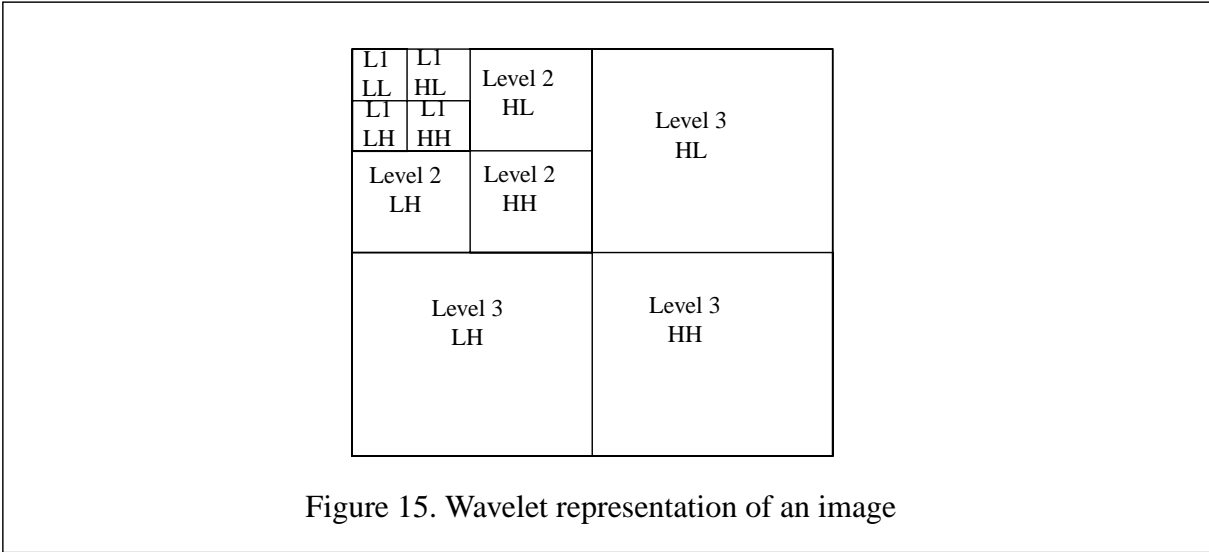 L1
LL
L1
HL
L1
LH
L1
HH
Level 2
HL
Level 2
LH
Level 2
HH
Level 3
HL
Level 3
LH
Level 3
HH
Figure 15. Wavelet representation of an image